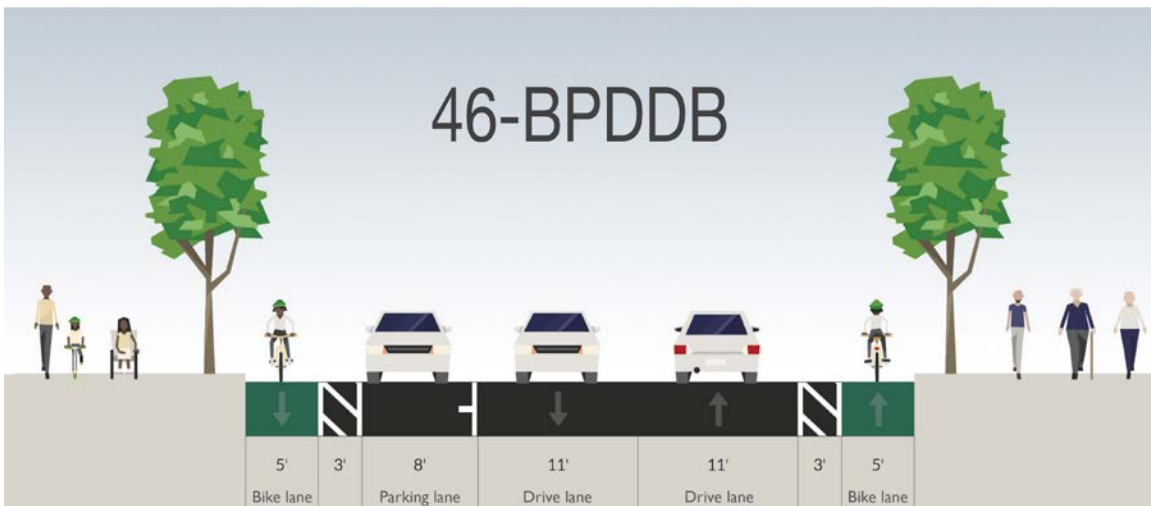 46-BPDDB
5' 3' 8' 11' 11' 3' 5'
Bike lane Parking lane Drive lane Drive lane Bike lane